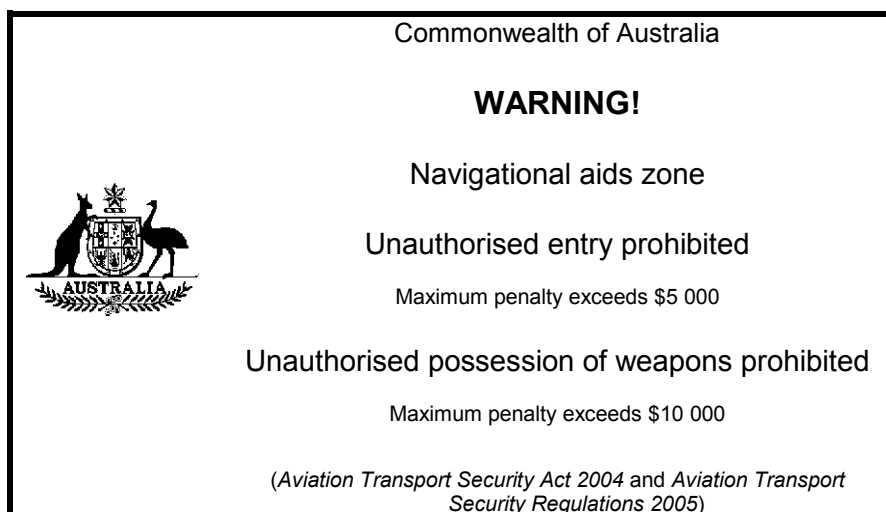 Commonwealth of Australia
WARNING!
Navigational aids zone
Unauthorised entry prohibited
AUSTRALIA
Maximum penalty exceeds $5 000
Unauthorised possession of weapons prohibited
Maximum penalty exceeds $10 000
(Aviation Transport Security Act 2004 and Aviation Transport
Security Regulations 2005)